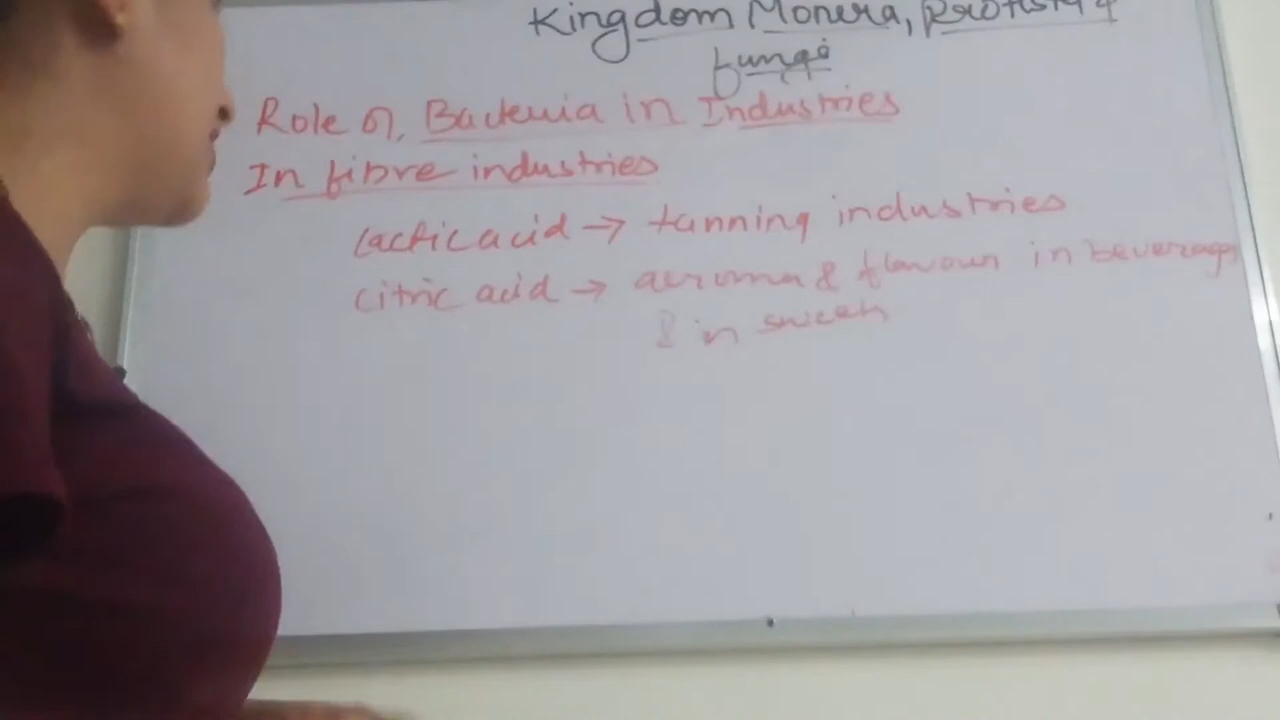 Kingdom Monera, Protista &
fungi
Role of, Bacteria in Industries
In fibre industries
lactic acid → tanning industries
citric acid → aeroma & flavour in beverages
& in sweets